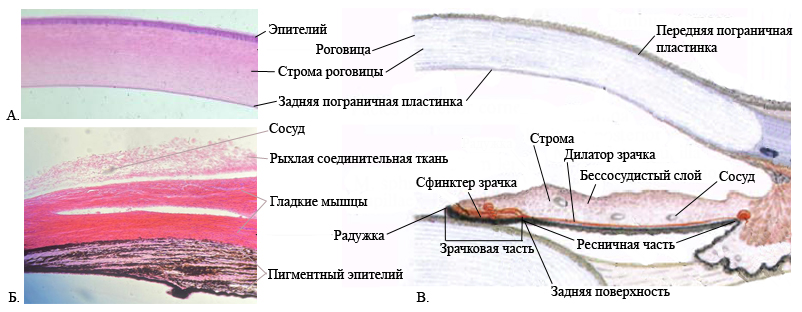 Эпителий
Роговица
Строма роговицы
Задняя пограничная пластинка
Передняя пограничная
пластинка
А.
Сосуд
Рыхлая соединительная ткань
Гладкие мышцы
Пигментный эпителий
Б.
Строма
Дилатор зрачка
Бессосудистый слой
Сосуд
Сфинктер зрачка
Радужка
Зрачковая часть
Ресничная часть
Задняя поверхность
В.